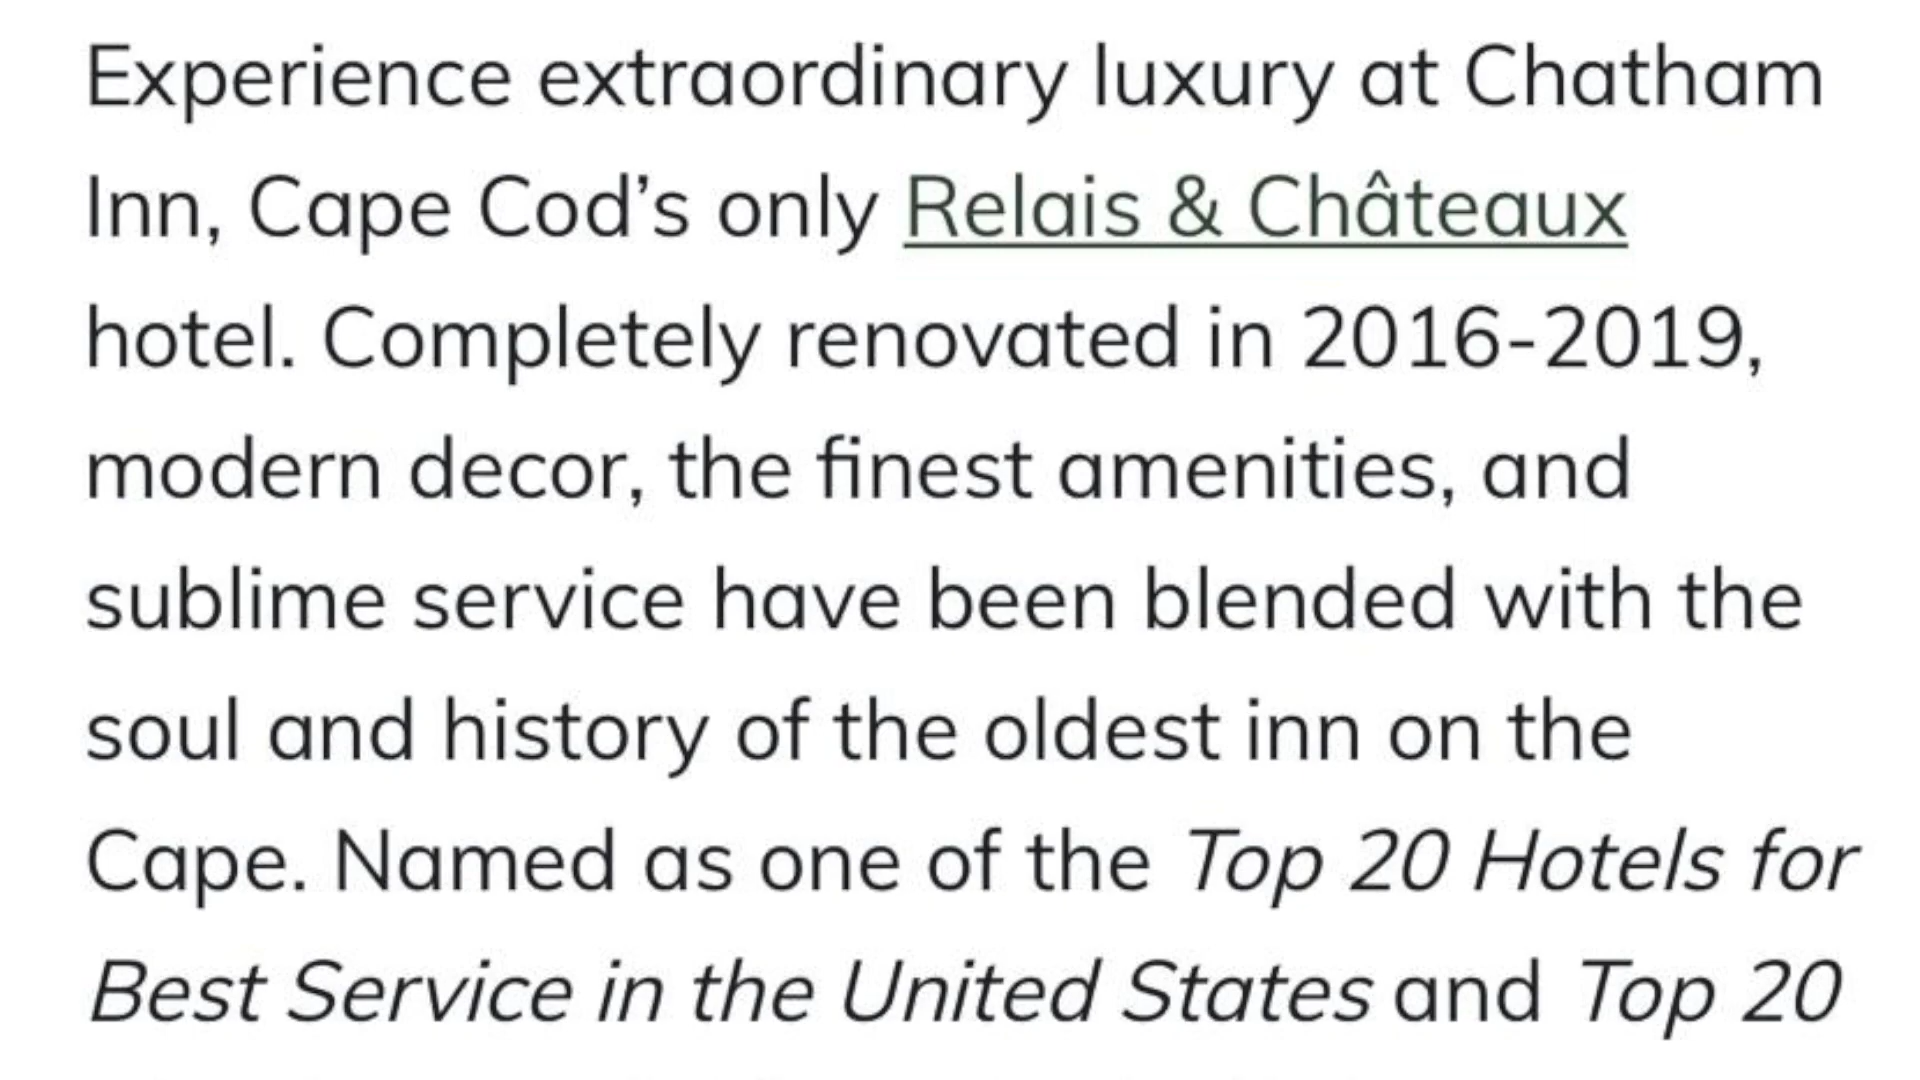 Experience extraordinary luxury at Chatham
Inn, Cape Cod’s only Relais & Châteaux
hotel. Completely renovated in 2016-2019,
modern decor, the finest amenities, and
sublime service have been blended with the
soul and history of the oldest inn on the
Cape. Named as one of the Top 20 Hotels for
Best Service in the United States and Top 20